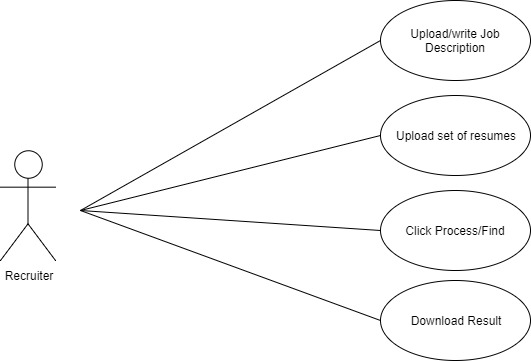 Upload/write Job
Description
Upload set of resumes
Click Process/Find
Recruiter
Download Result